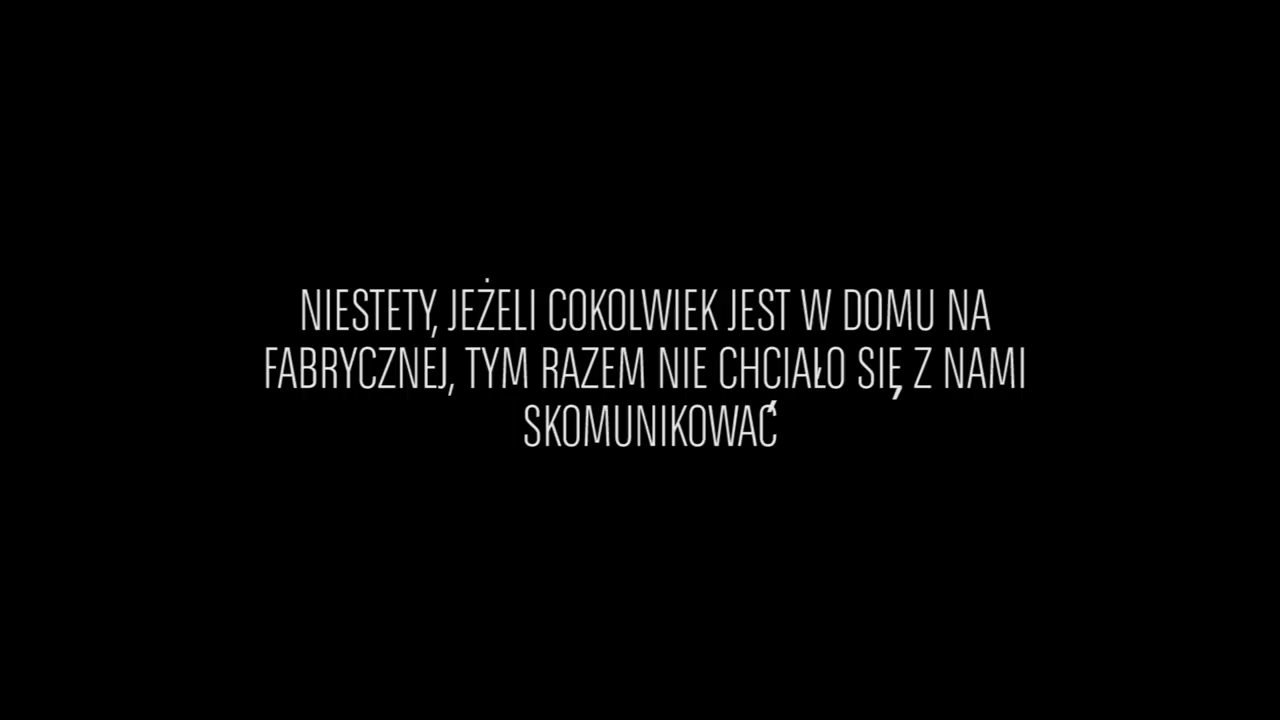 NIESTETY, JEŻELI COKOLWIEK JEST W DOMU NA
FABRYCZNEJ, TYM RAZEM NIE CHCIAŁO SIĘ Z NAMI
SKOMUNIKOWAĆ